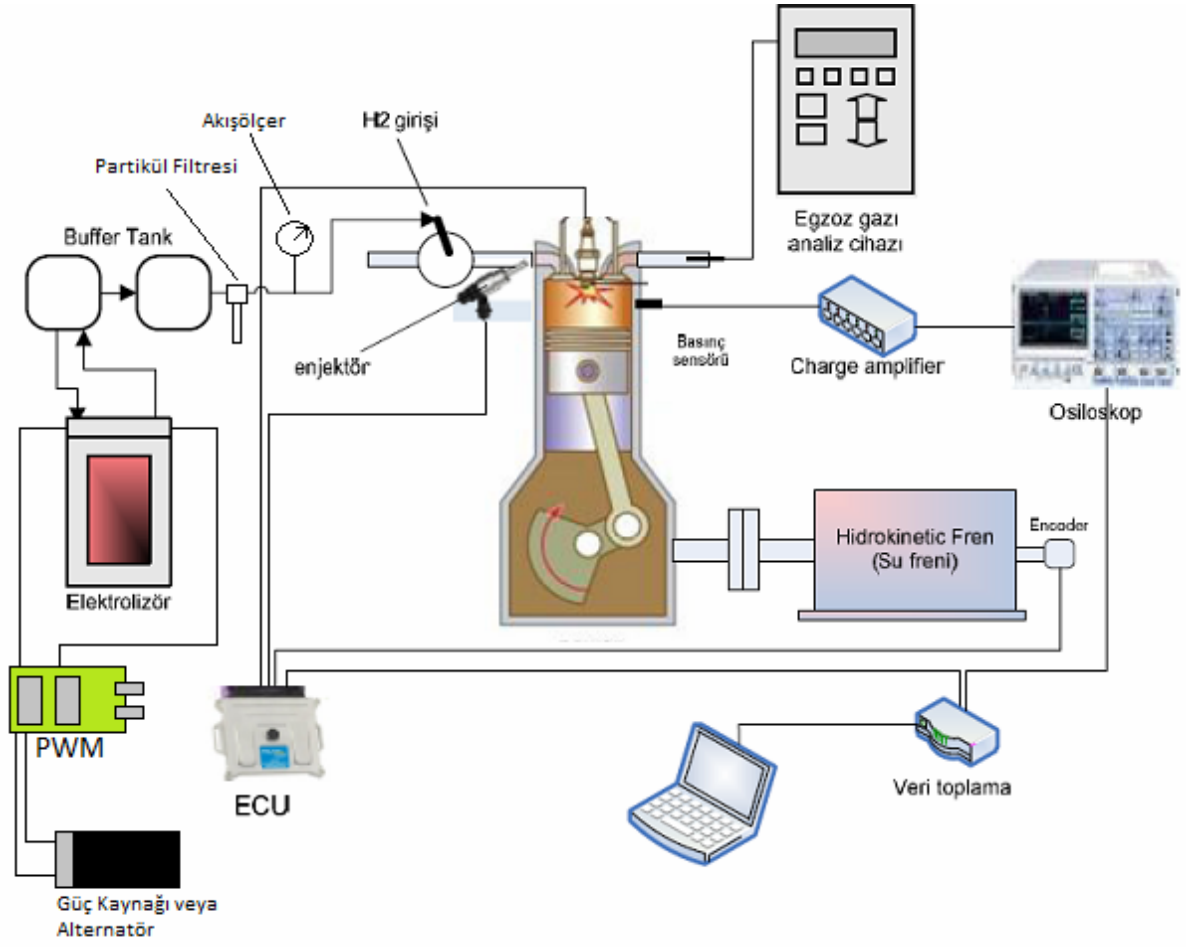 Akışölçer
H2 girişi
Partikül Filtresi
Buffer Tank
Egzoz gazı
analiz cihazı
enjektör
Basınç
sensörü
Charge amplifier
Osiloskop
Elektrolizör
Hidrokinetic Fren
(Su freni)
Encoder
PWM
ECU
Veri toplama
Güç Kaynağı veya
Alternatör